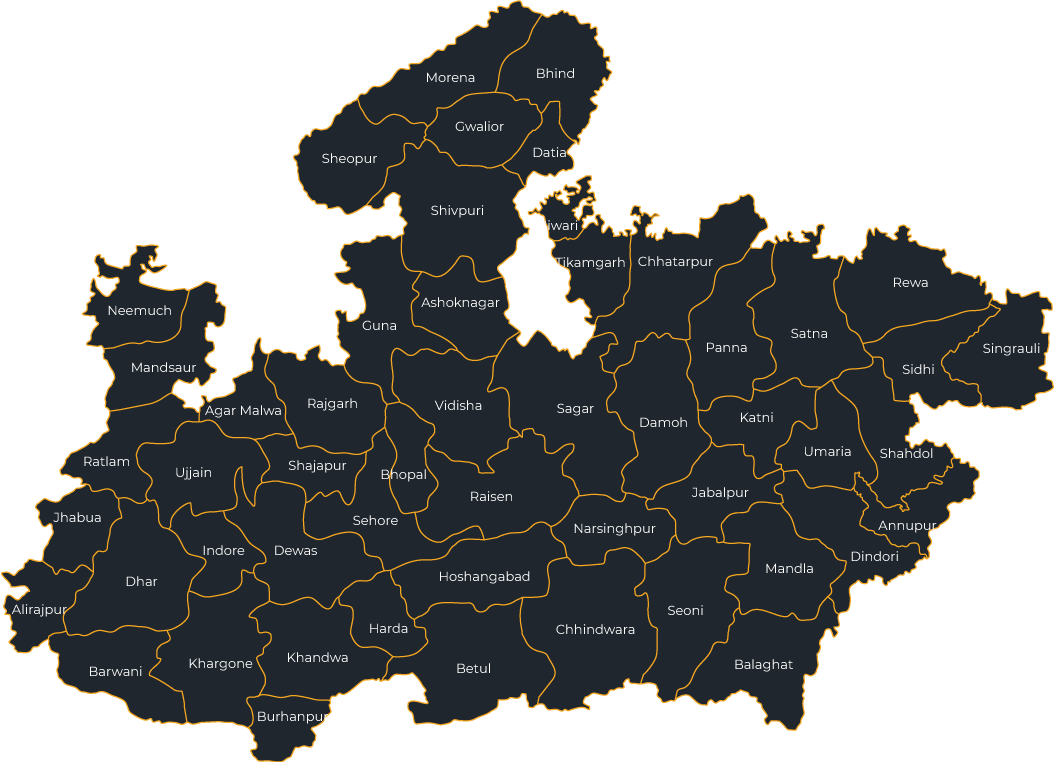 Morena
Bhind
Gwalior
Datia
Sheopur
Shivpuri
iwari
Tikamgarh
Chhatarpur
Rewa
Neemuch
Ashoknagar
Guna
Satna
Panna
Singrauli
Mandsaur
Sidhi
Agar Malwa
Rajgarh
Vidisha
Sagar
Damoh
Katni
Umaria
Shahdol
Ratlam
Ujjain
Shajapur
Bhopal
Raisen
Jabalpur
Jhabua
Sehore
Narsinghpur
Annupur
Indore
Dewas
Dindori
Dhar
Hoshangabad
Mandla
Alirajpur
Harda
Chhindwara
Seoni
Barwani
Khargone
Khandwa
Betul
Balaghat
Burhanpur